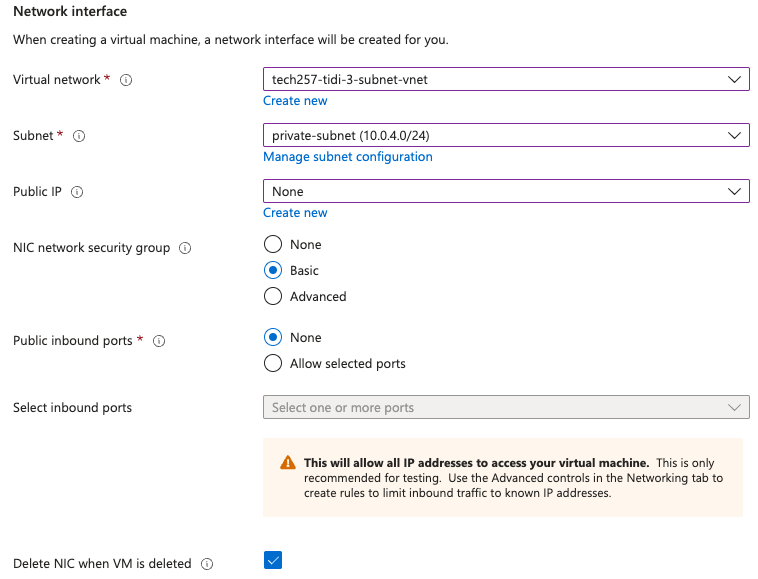 Network interface
When creating a virtual machine, a network interface will be created for you.
Virtual network * tech257-tidi-3-subnet-vnet
Create new
Subnet * private-subnet (10.0.4.0/24)
Manage subnet configuration
Public IP None
Create new
NIC network security group None
Basic
Advanced
Public inbound ports * None
Allow selected ports
Select inbound ports Select one or more ports
This will allow all IP addresses to access your virtual machine. This is only
recommended for testing. Use the Advanced controls in the Networking tab to
create rules to limit inbound traffic to known IP addresses.
Delete NIC when VM is deleted